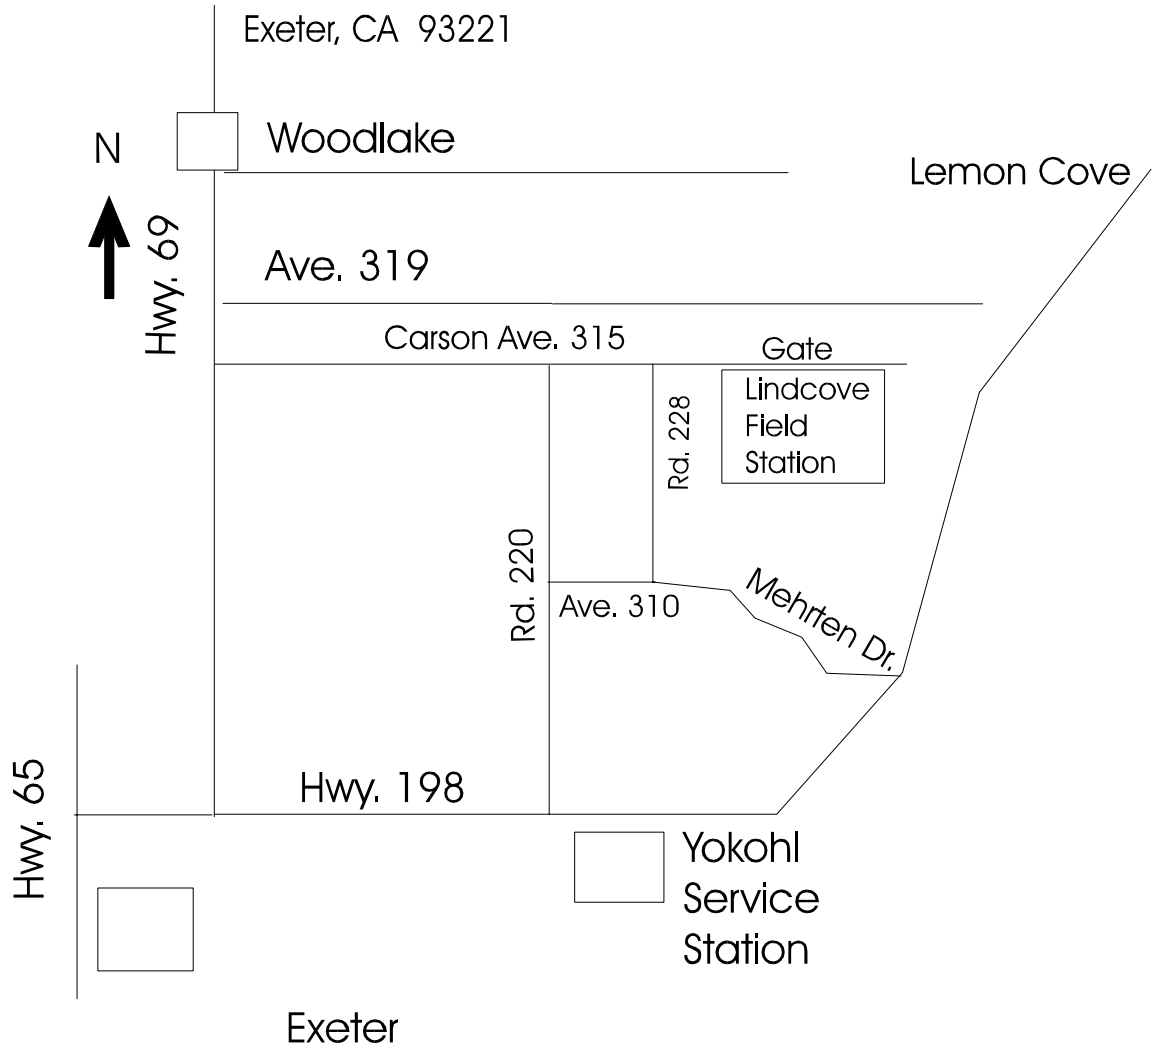 Exeter, CA 93221
Woodlake
N
Lemon Cove
Hwy. 69
Ave. 319
Carson Ave. 315
Gate
Lindcove
Field
Station
Rd. 228
Rd. 220
Ave. 310
Mehrten Dr.
Hwy. 65
Hwy. 198
Yokohl
Service
Station
Exeter